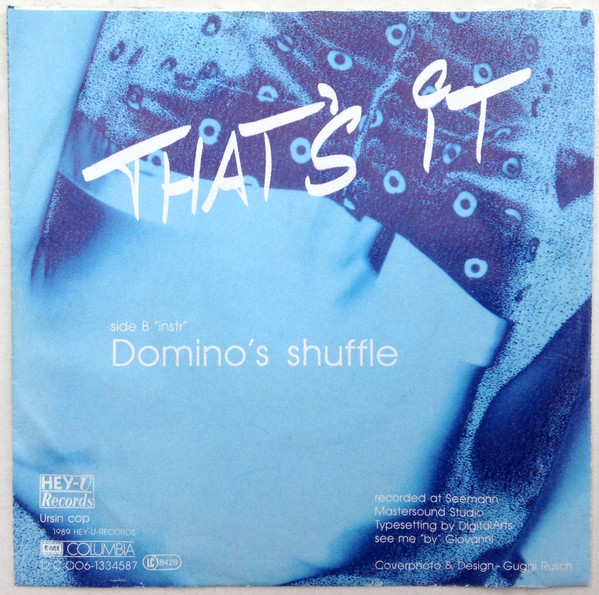 THAT'S iT
side B "instr"
Domino's shuffle
HEY-U
Records
Ursin cop
℗ 1989 HEY-U-RECORDS
EMI COLUMBIA
12 C 006-1334587 LC 8428
recorded at Seemann
Mastersound Studio
Typesetting by DigitalArts
see me "by" Giovanni
Coverphoto & Design - Guggi Rusch